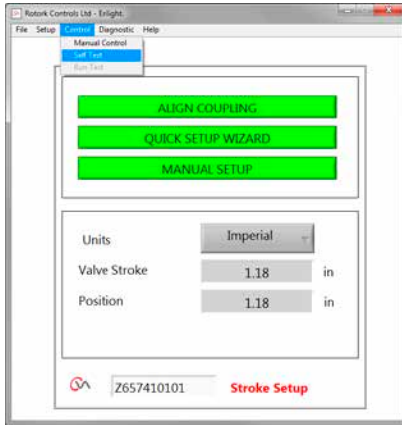 Rotork Controls Ltd - Enlight.
File Setup Control Diagnostic Help
Manual Control
Self Test
Run Test
ALIGN COUPLING
QUICK SETUP WIZARD
MANUAL SETUP
Units Imperial
Valve Stroke 1.18 in
Position 1.18 in
Z657410101 Stroke Setup